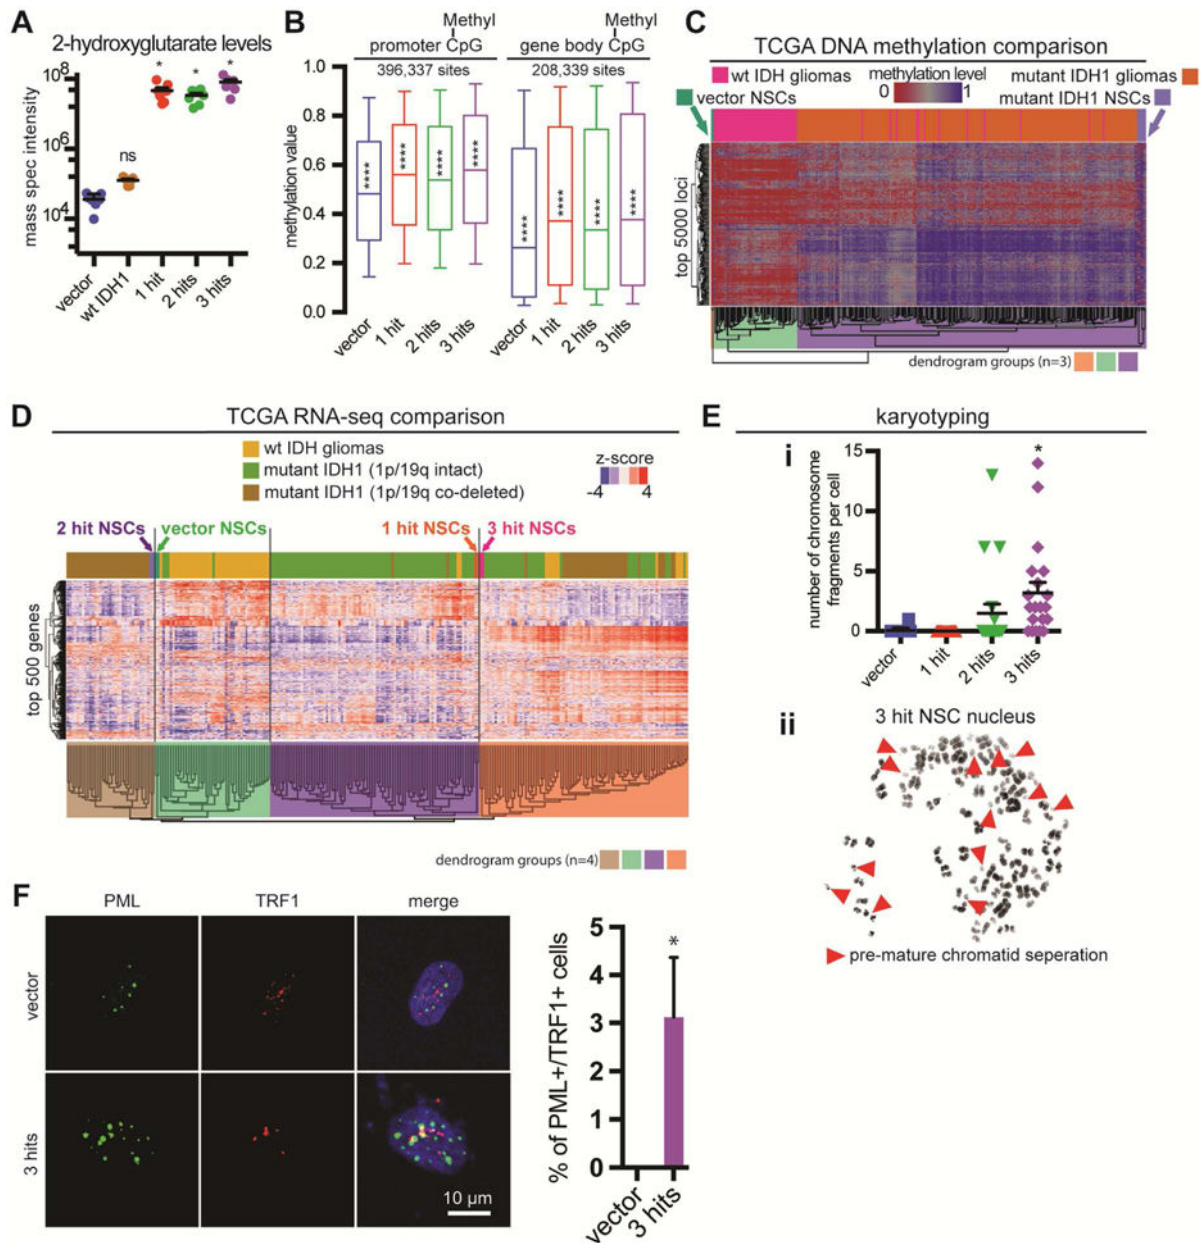 A
2-hydroxyglutarate levels
mass spec intensity
10^8
10^6
10^4
ns
*
*
*
vector
wt IDH1
1 hit
2 hits
3 hits
B
Methyl
Methyl
promoter CpG
gene body CpG
396,337 sites
208,339 sites
methylation value
1.0
0.8
0.6
0.4
0.2
0.0
****
****
****
****
****
****
****
****
vector
1 hit
2 hits
3 hits
vector
1 hit
2 hits
3 hits
C
TCGA DNA methylation comparison
wt IDH gliomas
methylation level
mutant IDH1 gliomas
0
1
vector NSCs
mutant IDH1 NSCs
top 5000 loci
dendrogram groups (n=3)
D
TCGA RNA-seq comparison
wt IDH gliomas
mutant IDH1 (1p/19q intact)
mutant IDH1 (1p/19q co-deleted)
z-score
-4
4
2 hit NSCs
vector NSCs
1 hit NSCs
3 hit NSCs
top 500 genes
dendrogram groups (n=4)
E
karyotyping
i
number of chromosome
fragments per cell
15
10
5
0
*
vector
1 hit
2 hits
3 hits
ii
3 hit NSC nucleus
pre-mature chromatid seperation
F
PML
TRF1
merge
vector
3 hits
10 µm
% of PML+/TRF1+ cells
5
4
3
2
1
0
*
vector
3 hits